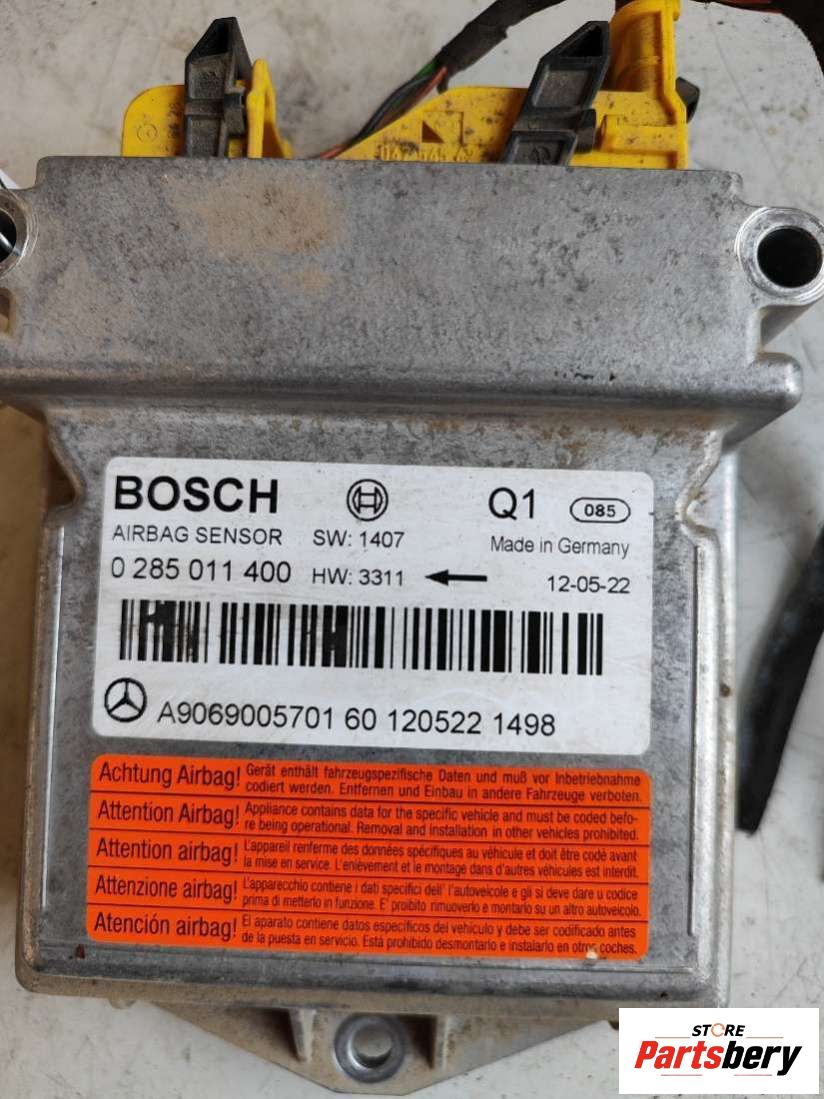 BOSCH
Q1 085
AIRBAG SENSOR SW: 1407 Made in Germany
0 285 011 400 HW: 3311 12-05-22
A9069005701 60 120522 1498
Achtung Airbag! Gerät enthält fahrzeugspezifische Daten und muß vor Inbetriebnahme
codiert werden. Entfernen und Einbau in andere Fahrzeuge verboten.
Attention Airbag! Appliance contains data for the specific vehicle and must be coded befo-
re being operational. Removal and installation in other vehicles prohibited.
Attention airbag! L'appareil renferme des données spécifiques au véhicule et doit être codé avant
la mise en service. L'enièvement et le montage dans d'autres véhicules est interdit.
Attenzione airbag! L'apparecchio contiene i dati specifici dell' l'autoveicole e gli si deve dare u codice
prima di metterlo in funzione. E' proibito rimuoverlo e montarlo su un altro autoveicolo.
Atención airbag! El aparato contiene datos específicos del vehículo y debe ser codificado antes
de la puesta en servicio. Está prohibido desmontarlo e instalarlo en otros coches.
STORE
Partsbery